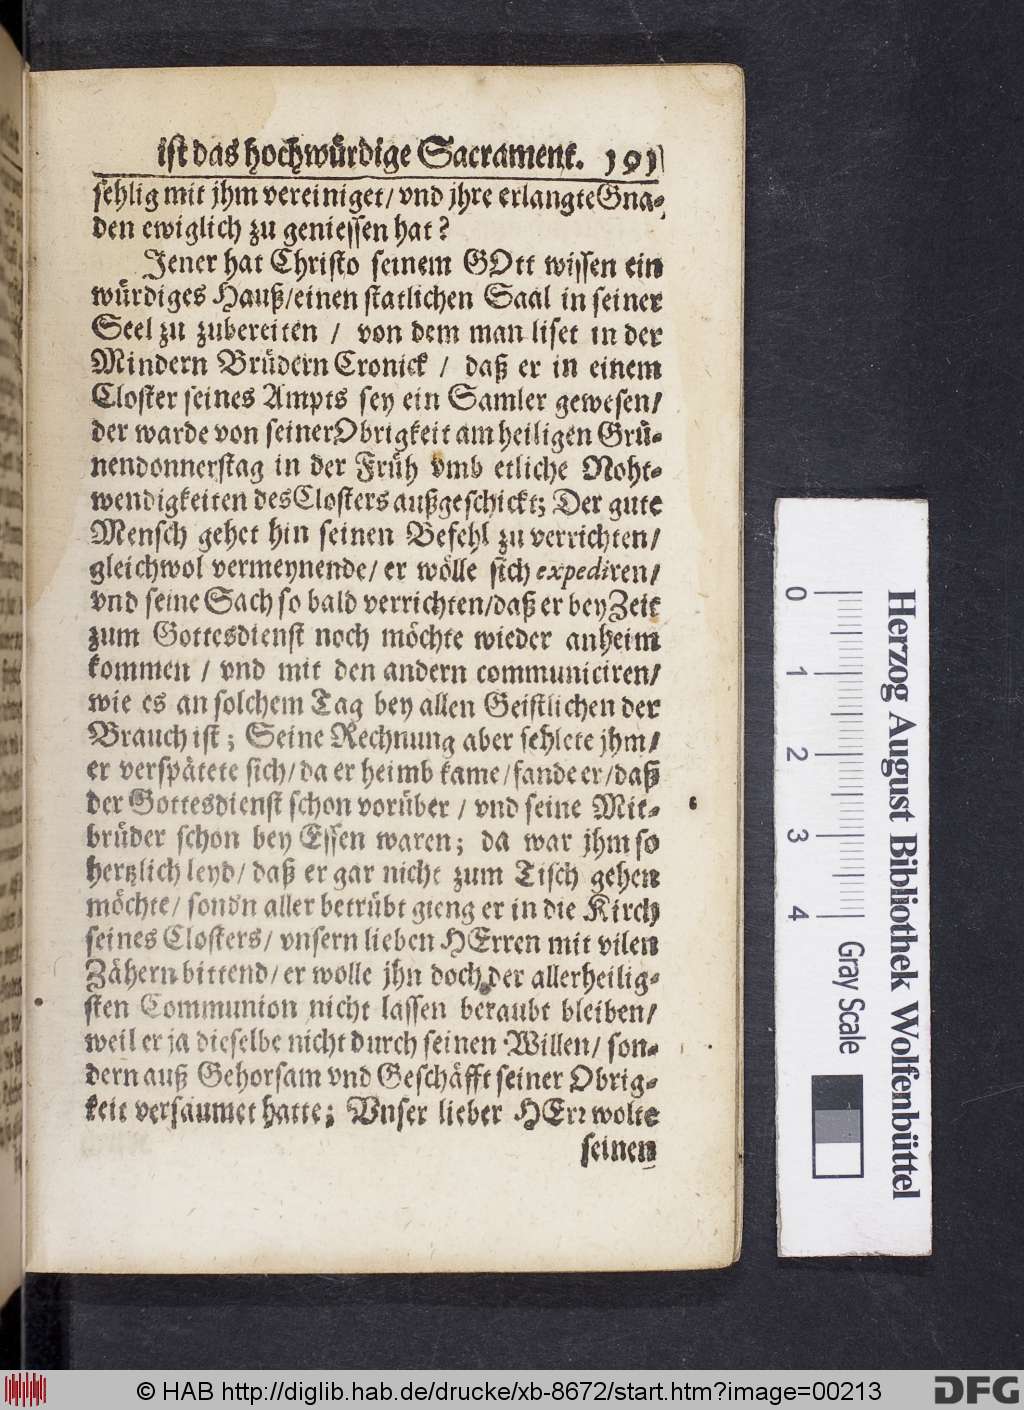 ist das hochwürdige Sacrament. 191
sehlig mit jhm vereiniget/ vnd jhre erlangte Gna-
den ewiglich zu geniessen hat?
Jener hat Christo seinem GOtt wissen ein
würdiges Hauß/einen statlichen Saal in seiner
Seel zu zubereiten / von dem man liset in der
Mindern Brüdern Cronick / daß er in einem
Closter seines Ampts sey ein Samler gewesen/
der warde von seiner Obrigkeit am heiligen Grü-
nendonnerstag in der Früh vmb etliche Noht-
wendigkeiten des Closters außgeschickt; Der gute
Mensch gehet hin seinen Befehl zu verrichten/
gleichwol vermeynende/ er wölle sich expediren/
vnd seine Sach so bald verrichten/daß er bey Zeit
zum Gottesdienst noch möchte wieder anheim
kommen / vnd mit den andern communiciren/
wie es an solchem Tag bey allen Geistlichen der
Brauch ist; Seine Rechnung aber fehlete jhm/
er verspätete sich/ da er heimb kame/fande er/daß
der Gottesdienst schon vorüber / vnd seine Mit-
brüder schon bey Essen waren; da war jhm so
hertzlich leyd/ daß er gar nicht zum Tisch gehen
möchte/ sondn aller betrübt gieng er in die Kirch
seines Closters/ vnsern lieben HErren mit vilen
Zähern bittend/ er wolle jhn doch der allerheilig-
sten Communion nicht lassen beraubt bleiben/
weil er ja dieselbe nicht durch seinen Willen/ son-
dern auß Gehorsam vnd Geschäfft seiner Obrig-
keit versäumet hatte; Vnser lieber HErr wolte
seinen
0 1 2 3 4
Gray Scale
Herzog August Bibliothek Wolfenbüttel
© HAB http://diglib.hab.de/drucke/xb-8672/start.htm?image=00213
DFG